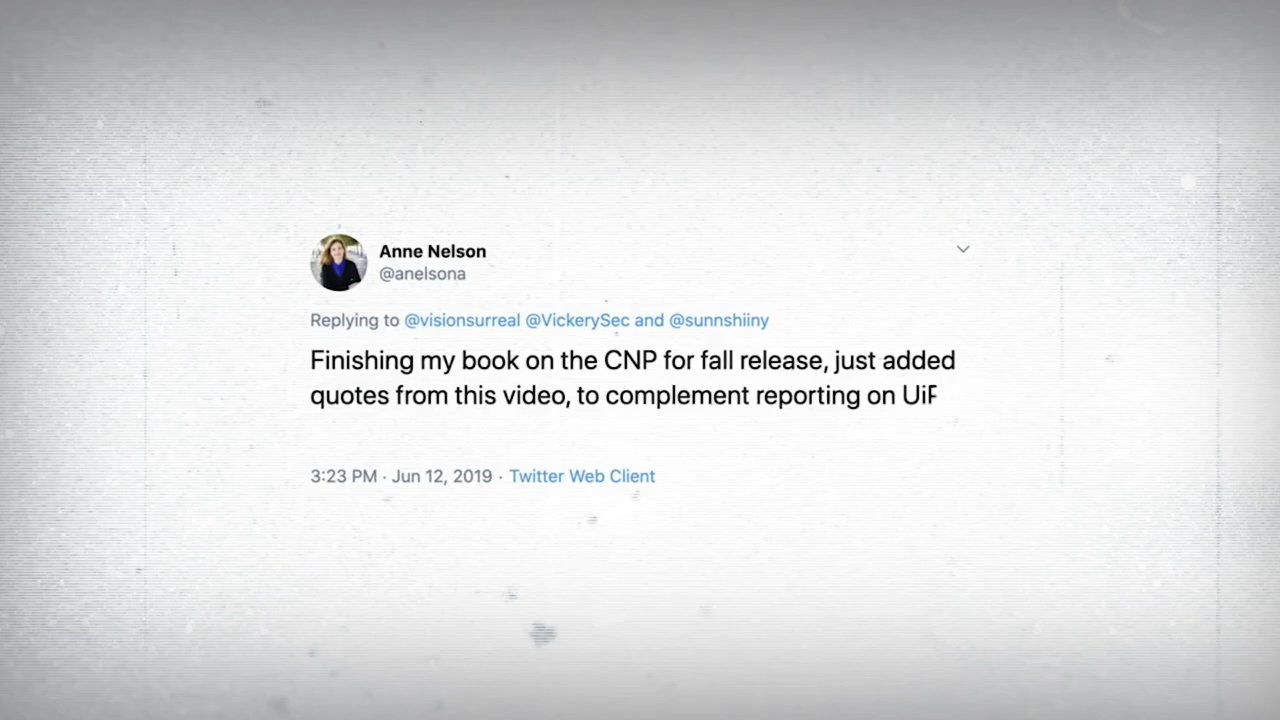 Anne Nelson
@anelsona
Replying to @visionsurreal @VickerySec and @sunnshiiny
Finishing my book on the CNP for fall release, just added
quotes from this video, to complement reporting on
3:23 PM · Jun 12, 2019 · Twitter Web Client